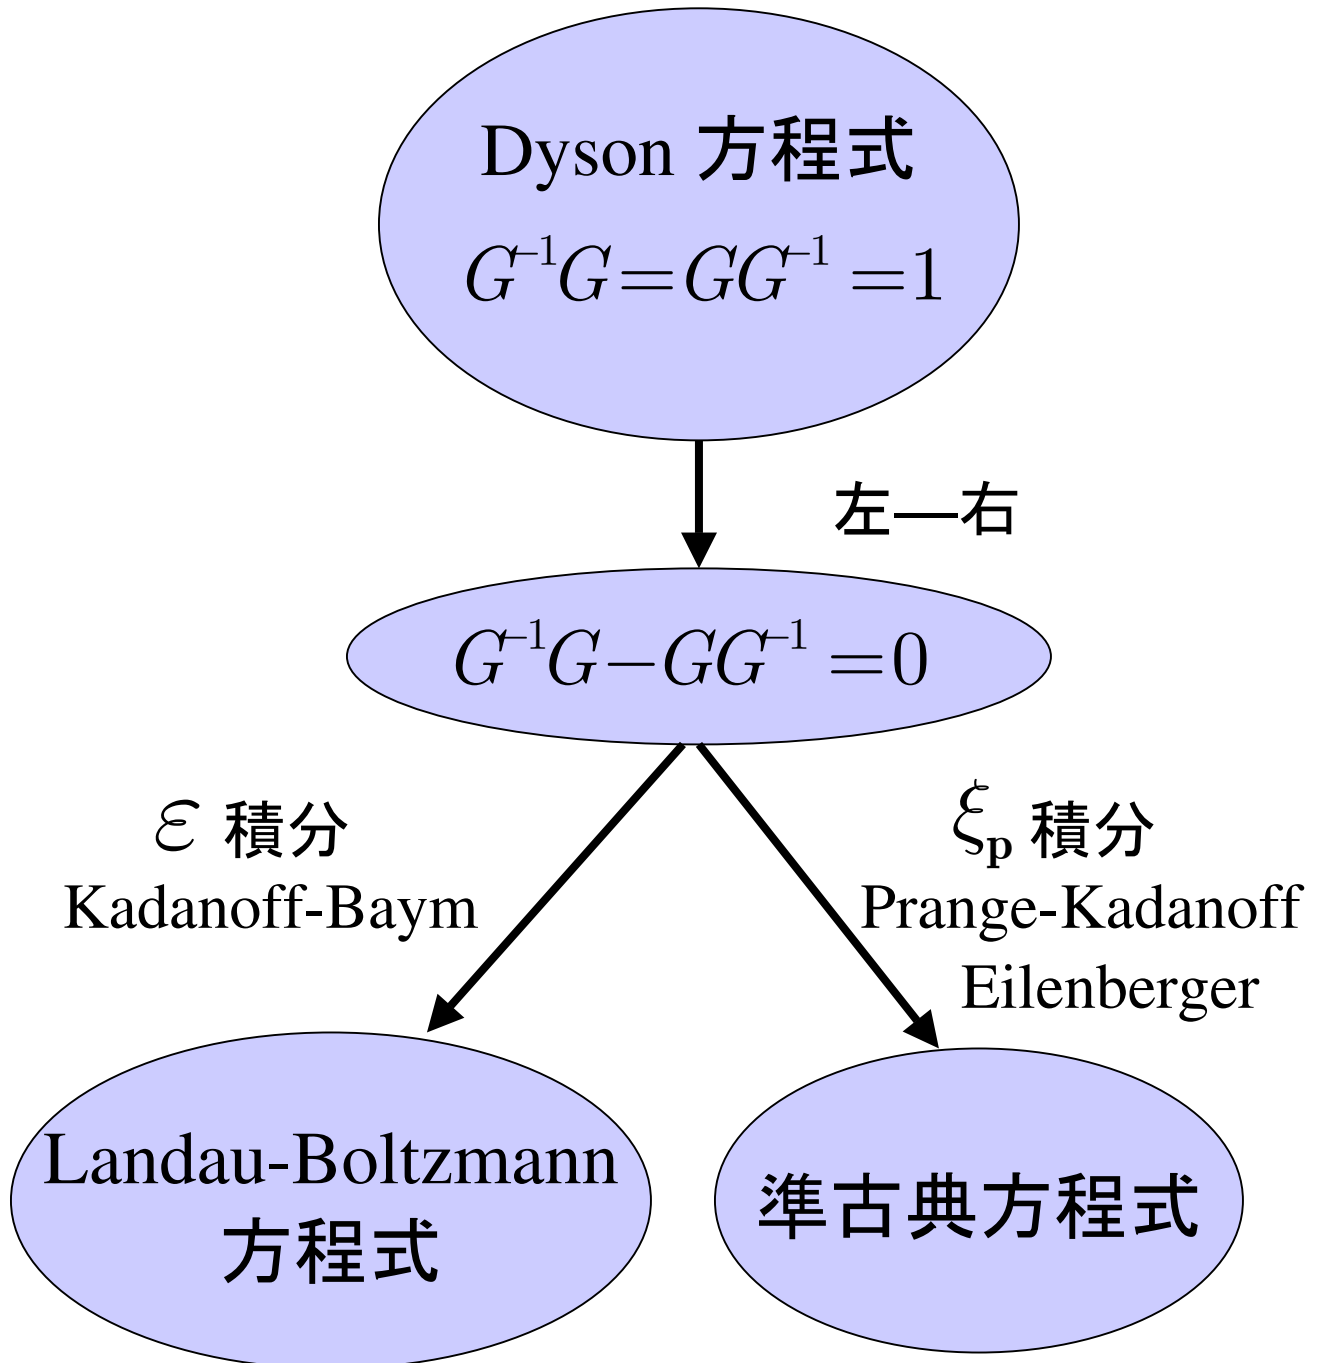 Dyson 方程式
G⁻¹G=GG⁻¹=1
左—右
G⁻¹G−GG⁻¹=0
ε 積分
Kadanoff-Baym
ξₚ 積分
Prange-Kadanoff
Eilenberger
Landau-Boltzmann
方程式
準古典方程式